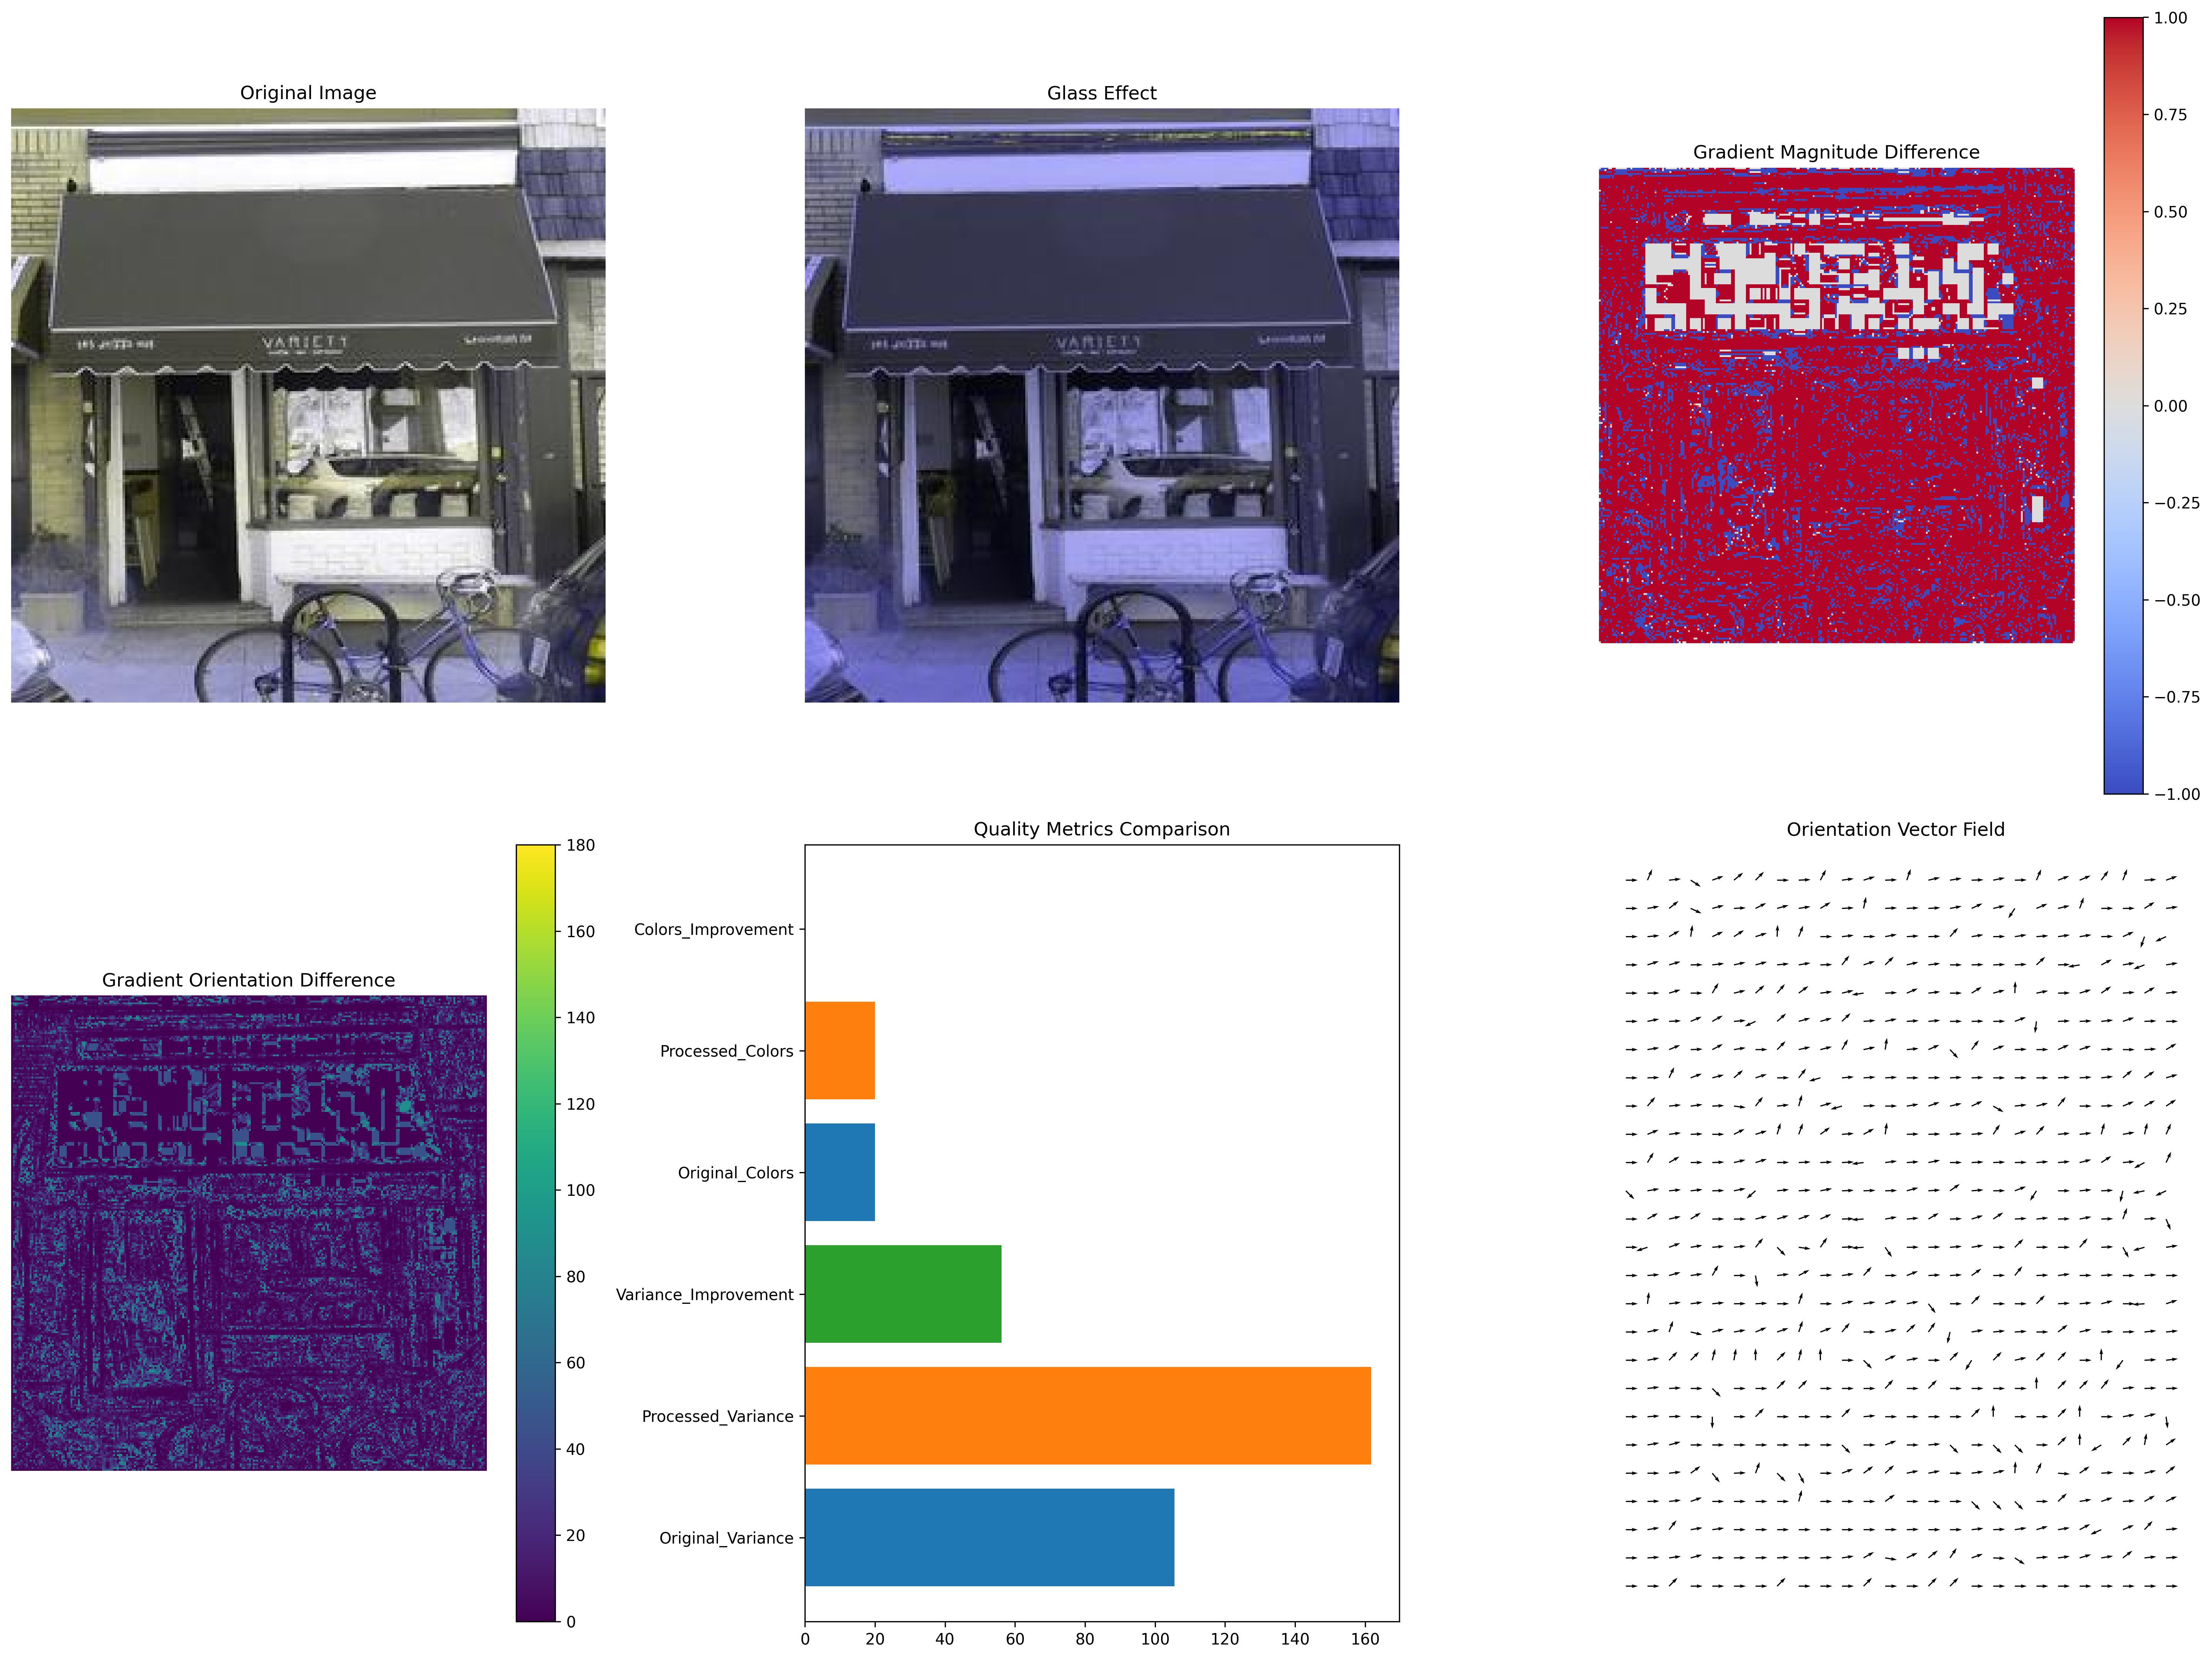 Original Image
Glass Effect
Gradient Magnitude Difference
1.00
0.75
0.50
0.25
0.00
−0.25
−0.50
−0.75
−1.00
VARIETY
VARIETY
Gradient Orientation Difference
180
160
140
120
100
80
60
40
20
0
Quality Metrics Comparison
Colors_Improvement
Processed_Colors
Original_Colors
Variance_Improvement
Processed_Variance
Original_Variance
0 20 40 60 80 100 120 140 160
Orientation Vector Field